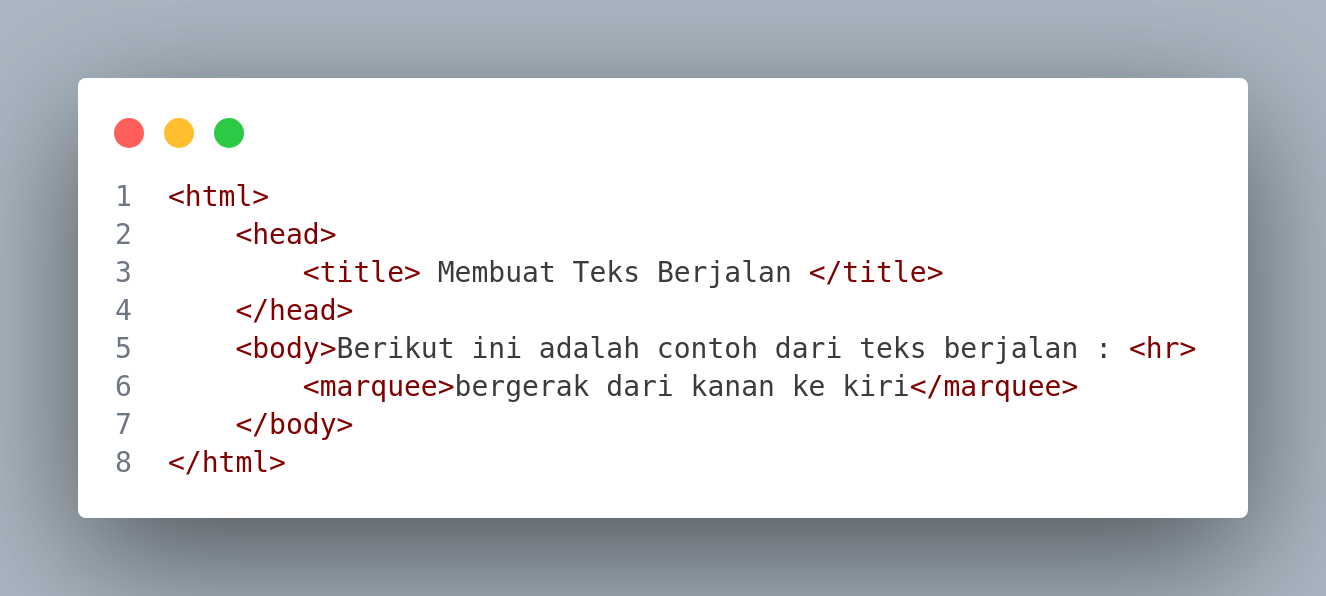 1 <html>
2     <head>
3         <title> Membuat Teks Berjalan </title>
4     </head>
5     <body>Berikut ini adalah contoh dari teks berjalan : <hr>
6         <marquee>bergerak dari kanan ke kiri</marquee>
7     </body>
8 </html>